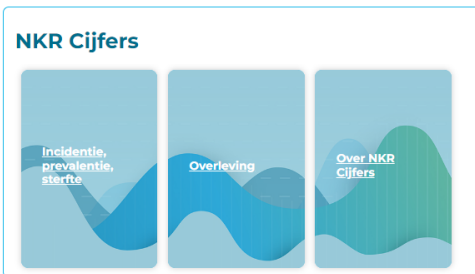 NKR Cijfers
Incidentie,
prevalentie,
sterfte
Overleving
Over NKR
Cijfers